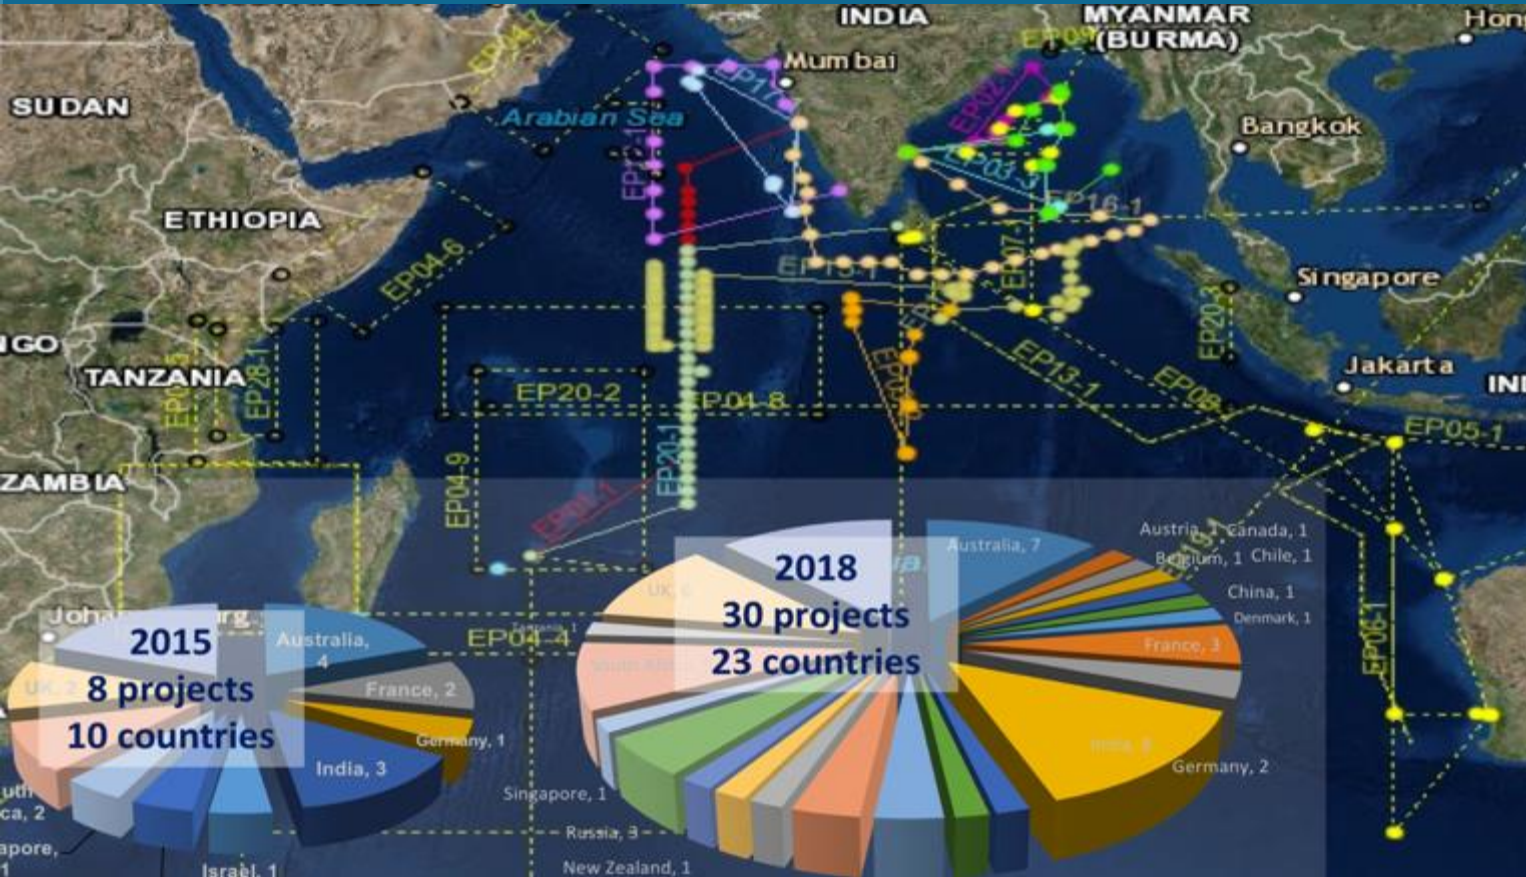 INDIA
MYANMAR
(BURMA)
Hong
Mumbai
SUDAN
Arabian Sea
Bangkok
ETHIOPIA
EP04-6
EP03-3
EP16-1
EP15-1
Singapore
EP20-3
Jakarta
TANZANIA
EP28-1
EP20-2
EP04-8
EP13-1
EP05-1
ZAMBIA
EP04-9
EP20-1
EP01-1
EP04-4
EP06-1
2015
8 projects
10 countries
Australia,
4
France, 2
Germany, 1
India, 3
UK, 2
Israel, 1
2018
30 projects
23 countries
Australia, 7
Austria, 1
Canada, 1
Belgium, 1
Chile, 1
China, 1
Denmark, 1
France, 3
Germany, 2
Singapore, 1
Russia, 3
New Zealand, 1